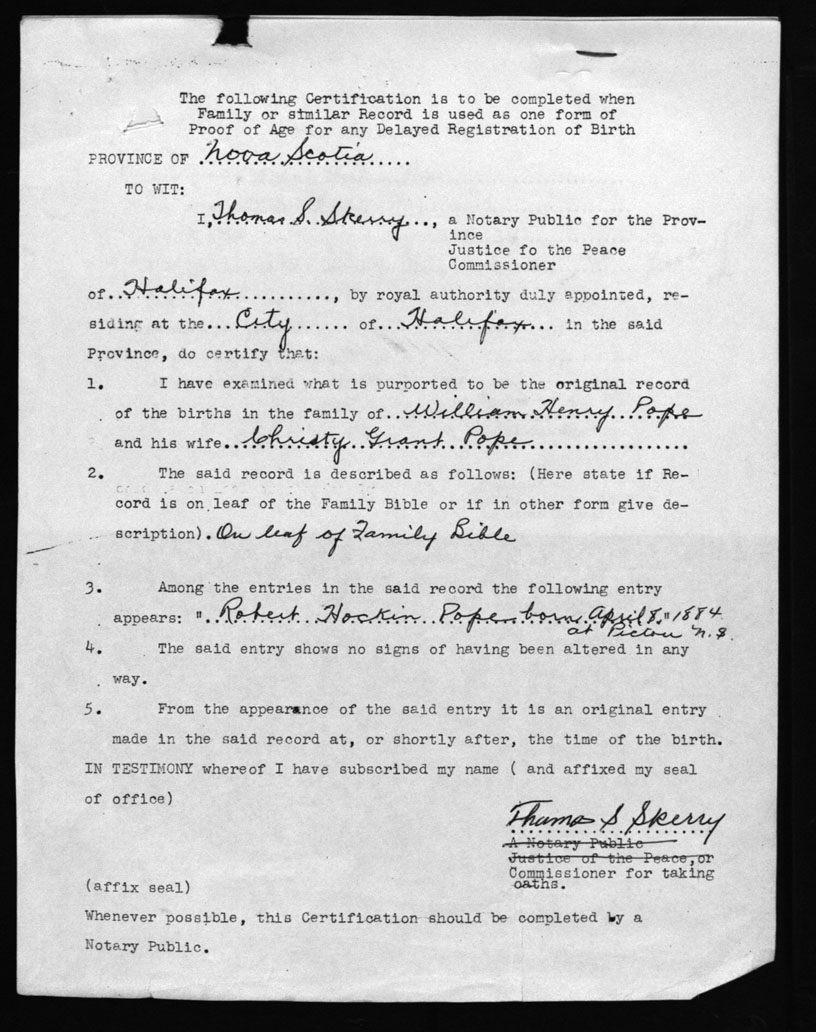 The following Certification is to be completed when
Family or similar Record is used as one form of
Proof of Age for any Delayed Registration of Birth
PROVINCE OF .Nova Scotia.....
TO WIT:
I, Thomas S. Skerry.., a Notary Public for the Prov-
ince
Justice fo the Peace
Commissioner
of..Halifax..........., by royal authority duly appointed, re-
siding at the...City...... of...Halifax... in the said
Province, do certify that:
1. I have examined what is purported to be the original record
of the births in the family of..William Henry Pope
and his wife..Christy Grant Pope..................
2. The said record is described as follows: (Here state if Re-
cord is on leaf of the Family Bible or if in other form give de-
scription). On leaf of Family Bible
3. Among the entries in the said record the following entry
appears: "..Robert Hockin Pope born April 8," 1884
at Pictou N.S.
4. The said entry shows no signs of having been altered in any
way.
5. From the appearance of the said entry it is an original entry
made in the said record at, or shortly after, the time of the birth.
IN TESTIMONY whereof I have subscribed my name ( and affixed my seal
of office)
Thomas S Skerry
A Notary Public
Justice of the Peace,or
Commissioner for taking
oaths.
(affix seal)
Whenever possible, this Certification should be completed by a
Notary Public.